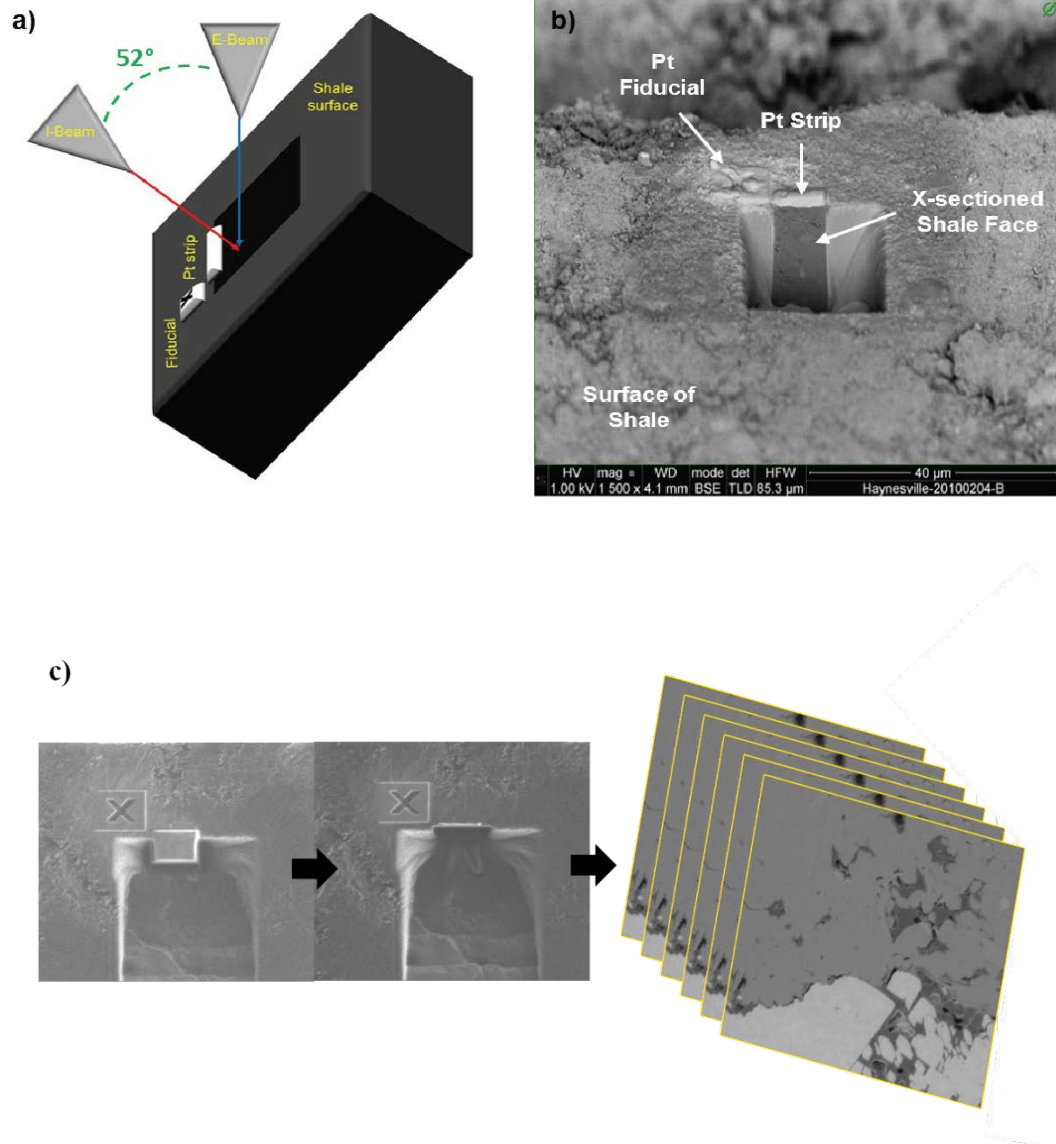 a)
E-Beam
52°
I-Beam
Shale
surface
Pt strip
Fiducial
b)
Pt
Fiducial
Pt Strip
X-sectioned
Shale Face
Surface of
Shale
HV mag WD mode det HFW 40 µm
1.00 kV 1 500 x 4.1 mm BSE TLD 85.3 µm Haynesville-20100204-B
c)